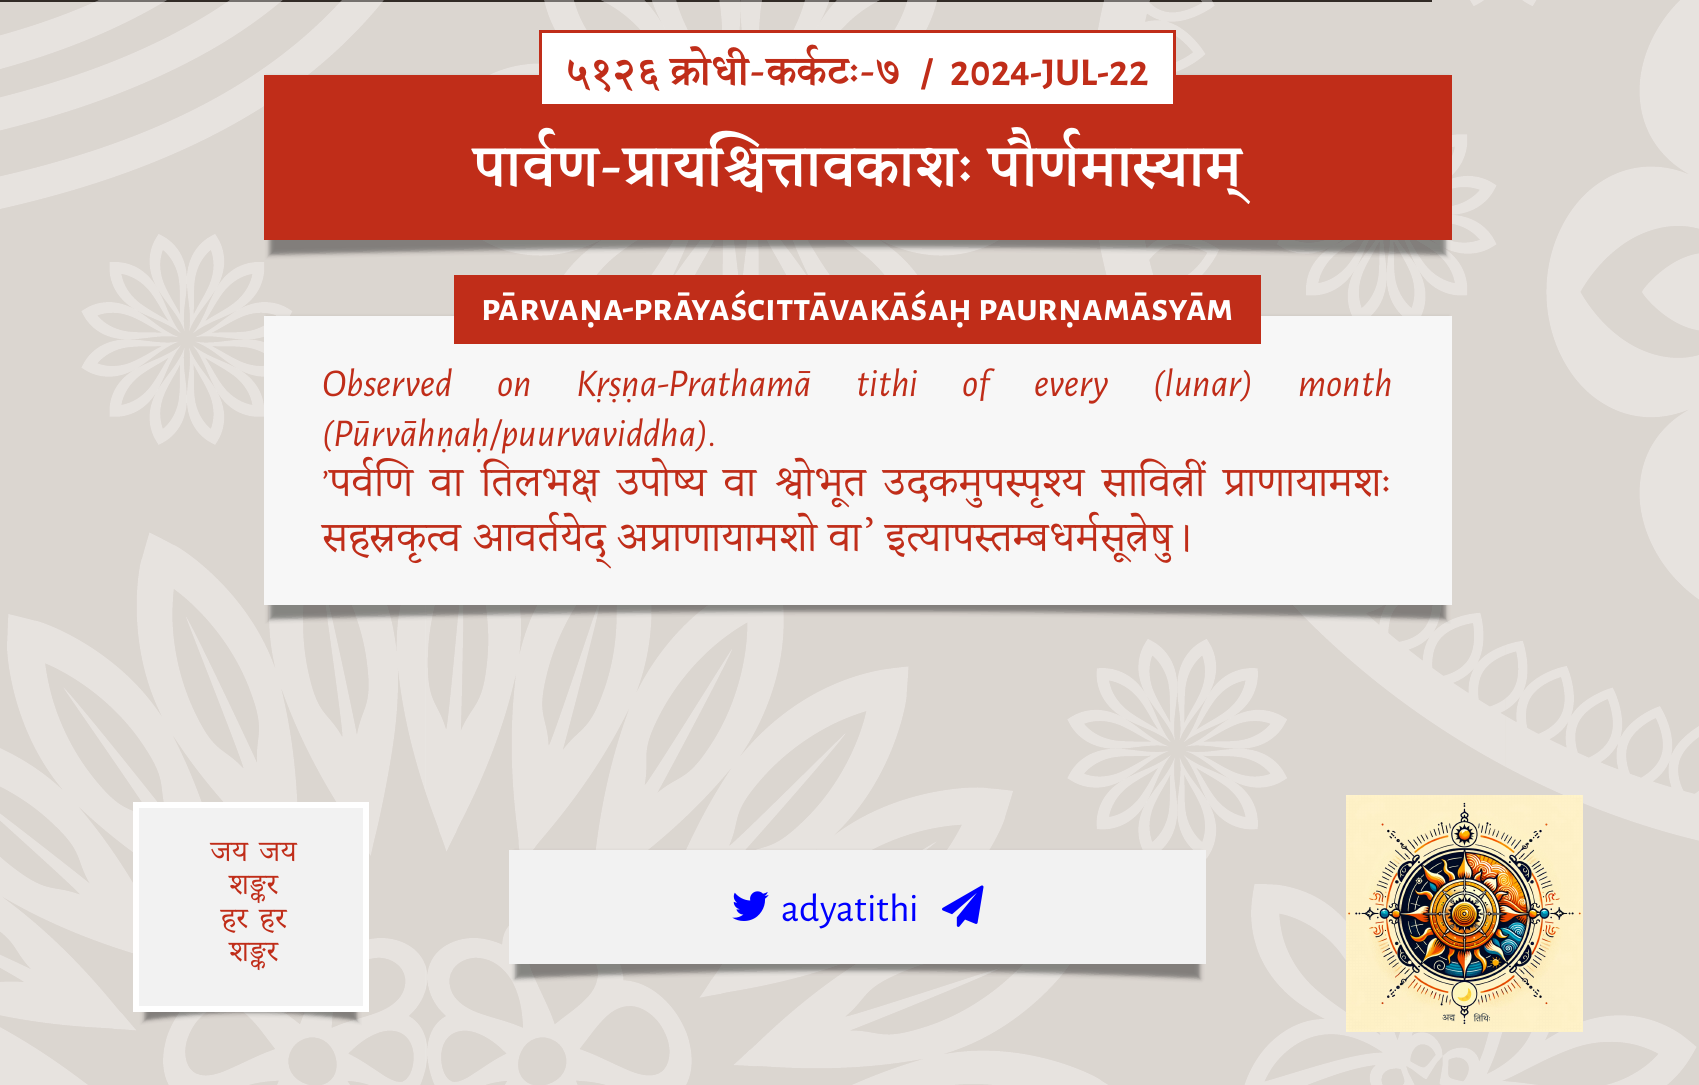 ५१२६ क्रोधी-कर्कटः-७ / 2024-JUL-22
पार्वण-प्रायश्चित्तावकाशः पौर्णमास्याम्
PĀRVAṆA-PRĀYAŚCITTĀVAKĀŚAḤ PAURṆAMĀSYĀM
Observed on Kṛṣṇa-Prathamā tithi of every (lunar) month
(Pūrvāhṇaḥ/puurvaviddha).
’पर्वणि वा तिलभक्ष उपोष्य वा श्वोभूत उदकमुपस्पृश्य सावित्रीं प्राणायामशः
सहस्रकृत्व आवर्तयेद् अप्राणायामशो वा’ इत्यापस्तम्बधर्मसूत्रेषु।
जय जय
शङ्कर
हर हर
शङ्कर
adyatithi
अद्य तिथिः